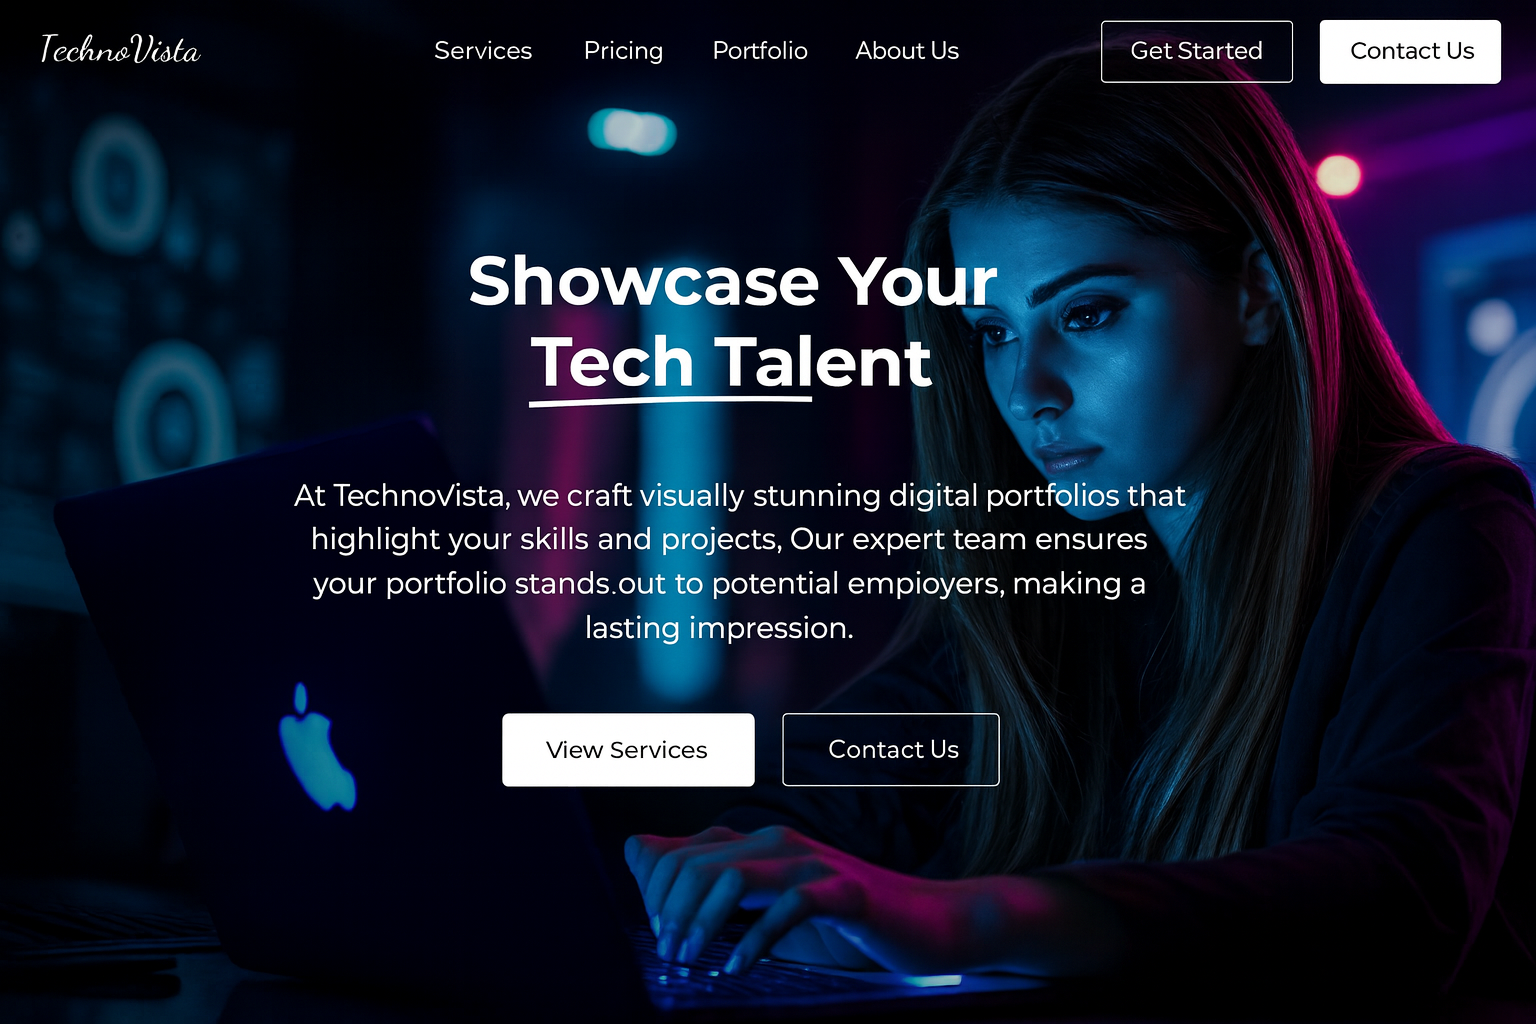 TechnoVista
Services
Pricing
Portfolio
About Us
Get Started
Contact Us
Showcase Your
Tech Talent
At TechnoVista, we craft visually stunning digital portfolios that
highlight your skills and projects, Our expert team ensures
your portfolio stands.out to potential empioyers, making a
lasting impression.
View Services
Contact Us